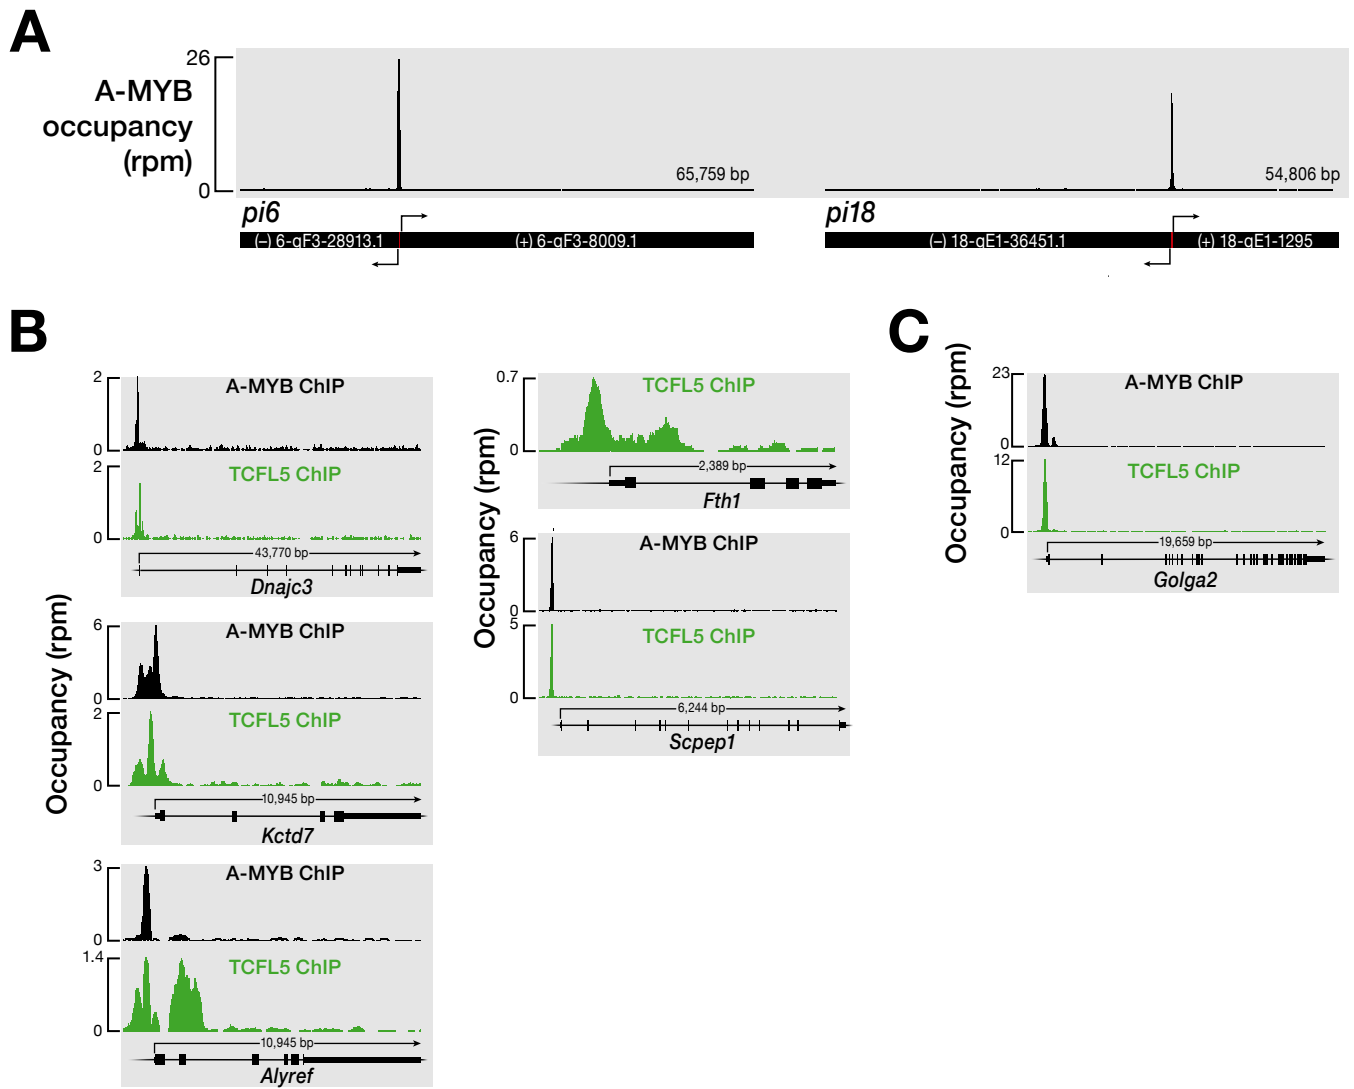 A
26
A-MYB
occupancy
(rpm)
0
65,759 bp
54,806 bp
pi6
pi18
(–) 6-qF3-28913.1
(+) 6-qF3-8009.1
(–) 18-qE1-36451.1
(+) 18-qE1-1295
B
Occupancy (rpm)
2
A-MYB ChIP
0
2
TCFL5 ChIP
0
43,770 bp
Dnajc3
6
A-MYB ChIP
0
2
TCFL5 ChIP
0
10,945 bp
Kctd7
3
A-MYB ChIP
0
1.4
TCFL5 ChIP
0
10,945 bp
Alyref
Occupancy (rpm)
0.7
TCFL5 ChIP
0
2,389 bp
Fth1
6
A-MYB ChIP
0
5
TCFL5 ChIP
0
6,244 bp
Scpep1
C
Occupancy (rpm)
23
A-MYB ChIP
0
12
TCFL5 ChIP
0
19,659 bp
Golga2